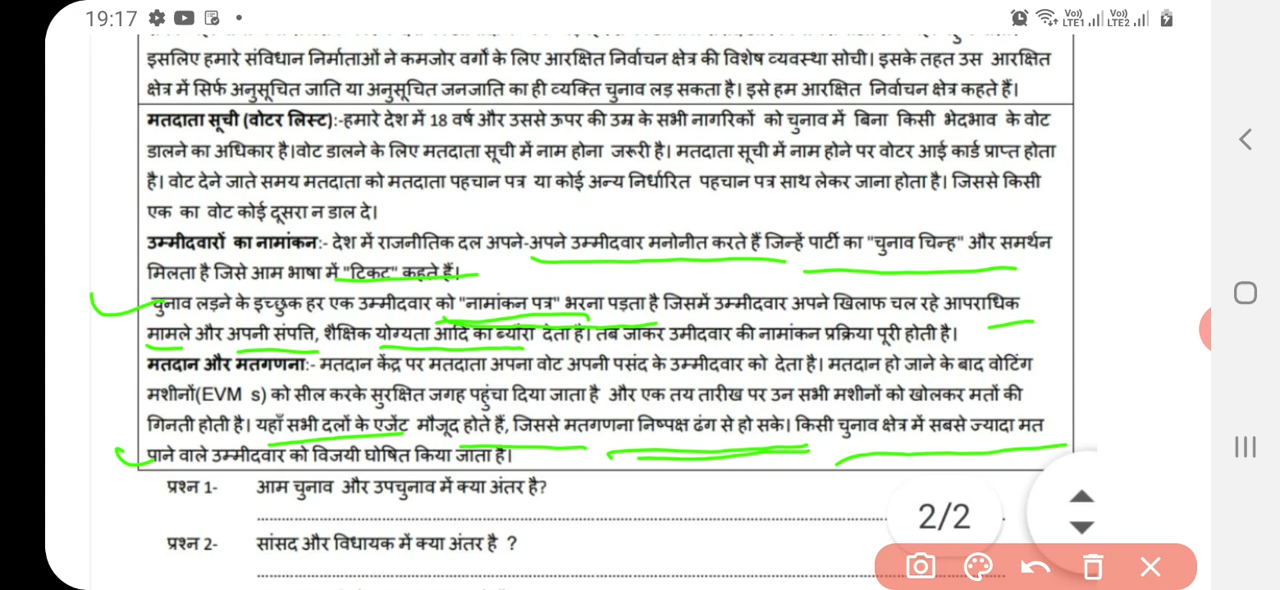 19:17
Vo)) LTE1 Vo)) LTE2
इसलिए हमारे संविधान निर्माताओं ने कमजोर वर्गों के लिए आरक्षित निर्वाचन क्षेत्र की विशेष व्यवस्था सोची। इसके तहत उस आरक्षित
क्षेत्र में सिर्फ अनुसूचित जाति या अनुसूचित जनजाति का ही व्यक्ति चुनाव लड़ सकता है। इसे हम आरक्षित निर्वाचन क्षेत्र कहते हैं।
मतदाता सूची (वोटर लिस्ट):-हमारे देश में 18 वर्ष और उससे ऊपर की उम्र के सभी नागरिकों को चुनाव में बिना किसी भेदभाव के वोट
डालने का अधिकार है।वोट डालने के लिए मतदाता सूची में नाम होना जरूरी है। मतदाता सूची में नाम होने पर वोटर आई कार्ड प्राप्त होता
है। वोट देने जाते समय मतदाता को मतदाता पहचान पत्र या कोई अन्य निर्धारित पहचान पत्र साथ लेकर जाना होता है। जिससे किसी
एक का वोट कोई दूसरा न डाल दे।
उम्मीदवारों का नामांकन:- देश में राजनीतिक दल अपने-अपने उम्मीदवार मनोनीत करते हैं जिन्हें पार्टी का "चुनाव चिन्ह" और समर्थन
मिलता है जिसे आम भाषा में "टिकट" कहते हैं।
चुनाव लड़ने के इच्छुक हर एक उम्मीदवार को "नामांकन पत्र" भरना पड़ता है जिसमें उम्मीदवार अपने खिलाफ चल रहे आपराधिक
मामले और अपनी संपत्ति, शैक्षिक योग्यता आदि का ब्यौरा देता है। तब जाकर उमीदवार की नामांकन प्रक्रिया पूरी होती है।
मतदान और मतगणना:- मतदान केंद्र पर मतदाता अपना वोट अपनी पसंद के उम्मीदवार को देता है। मतदान हो जाने के बाद वोटिंग
मशीनों(EVM s) को सील करके सुरक्षित जगह पहुंचा दिया जाता है और एक तय तारीख पर उन सभी मशीनों को खोलकर मतों की
गिनती होती है। यहाँ सभी दलों के एजेंट मौजूद होते हैं, जिससे मतगणना निष्पक्ष ढंग से हो सके। किसी चुनाव क्षेत्र में सबसे ज्यादा मत
पाने वाले उम्मीदवार को विजयी घोषित किया जाता है।
प्रश्न 1- आम चुनाव और उपचुनाव में क्या अंतर है?
2/2
प्रश्न 2- सांसद और विधायक में क्या अंतर है ?